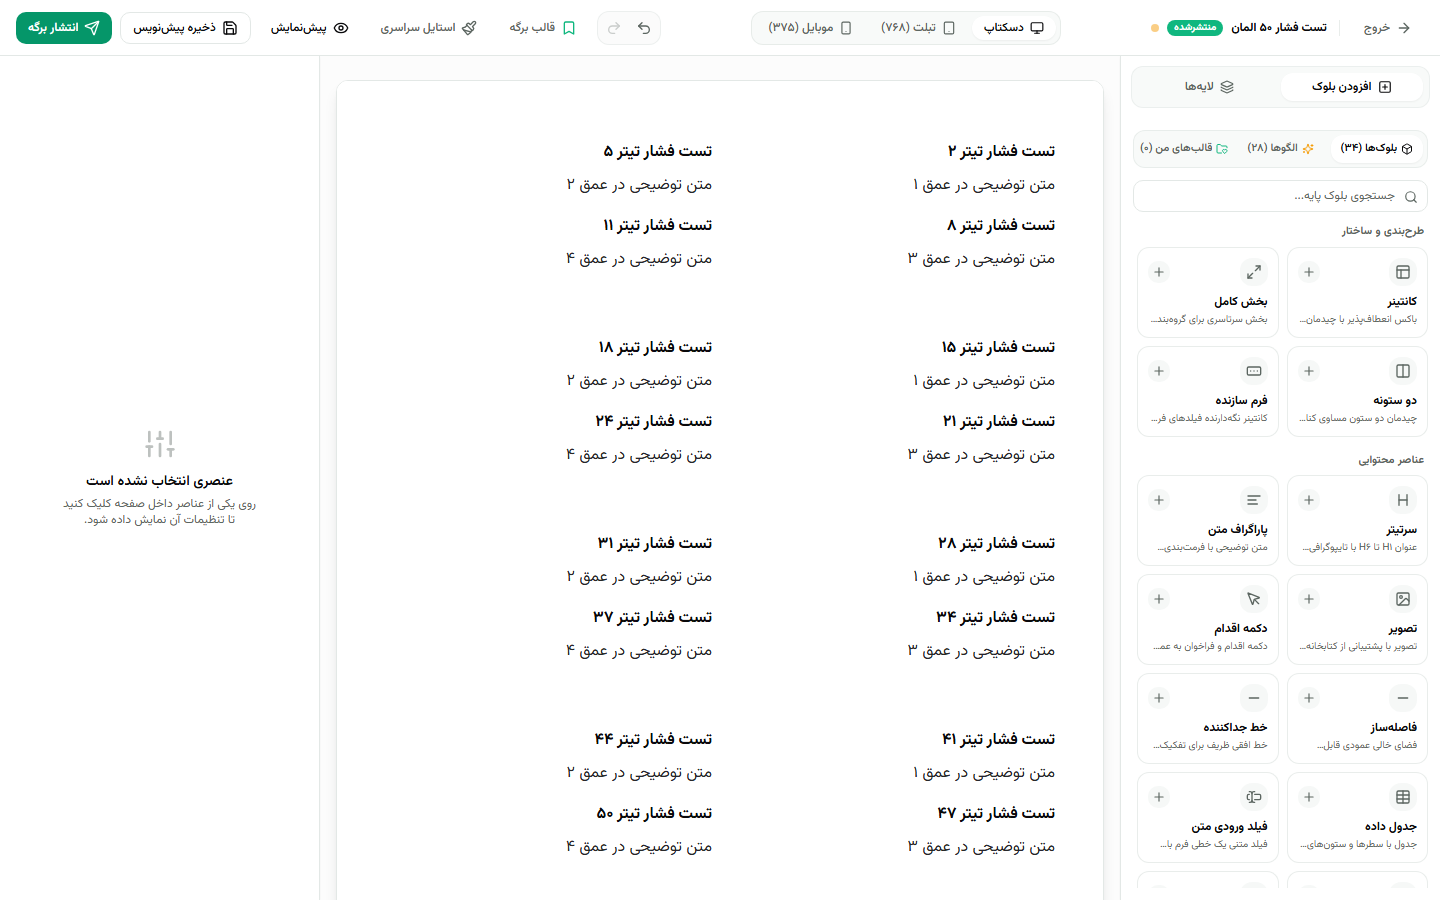 خروج
تست فشار ۵۰ المان
منتشرشده
دسکتاپ
تبلت (۷۶۸)
موبایل (۳۷۵)
قالب برگه
استایل سراسری
پیش‌نمایش
ذخیره پیش‌نویس
انتشار برگه
افزودن بلوک
لایه‌ها
بلوک‌ها (۳۴)
الگوها (۲۸)
قالب‌های من (۰)
جستجوی بلوک پایه...
طرح‌بندی و ساختار
کانتینر
باکس انعطاف‌پذیر با چیدمان...
بخش کامل
بخش سرتاسری برای گروه‌بند...
دو ستونه
چیدمان دو ستون مساوی کنا...
فرم سازنده
کانتینر نگه‌دارنده فیلدهای فر...
عناصر محتوایی
سرتیتر
عنوان H۱ تا H۶ با تایپوگرافی...
پاراگراف متن
متن توضیحی با فرمت‌بندی...
تصویر
تصویر با پشتیبانی از کتابخانه...
دکمه اقدام
دکمه اقدام و فراخوان به عمـ...
فاصله‌ساز
فضای خالی عمودی قابل...
خط جداکننده
خط افقی ظریف برای تفکیک...
جدول داده
جدول با سطرها و ستون‌های...
فیلد ورودی متن
فیلد متنی یک خطی فرم با...
تست فشار تیتر ۲
متن توضیحی در عمق ۱
تست فشار تیتر ۸
متن توضیحی در عمق ۳
تست فشار تیتر ۵
متن توضیحی در عمق ۲
تست فشار تیتر ۱۱
متن توضیحی در عمق ۴
تست فشار تیتر ۱۵
متن توضیحی در عمق ۱
تست فشار تیتر ۲۱
متن توضیحی در عمق ۳
تست فشار تیتر ۱۸
متن توضیحی در عمق ۲
تست فشار تیتر ۲۴
متن توضیحی در عمق ۴
تست فشار تیتر ۲۸
متن توضیحی در عمق ۱
تست فشار تیتر ۳۴
متن توضیحی در عمق ۳
تست فشار تیتر ۳۱
متن توضیحی در عمق ۲
تست فشار تیتر ۳۷
متن توضیحی در عمق ۴
تست فشار تیتر ۴۱
متن توضیحی در عمق ۱
تست فشار تیتر ۴۷
متن توضیحی در عمق ۳
تست فشار تیتر ۴۴
متن توضیحی در عمق ۲
تست فشار تیتر ۵۰
متن توضیحی در عمق ۴
عنصری انتخاب نشده است
روی یکی از عناصر داخل صفحه کلیک کنید
تا تنظیمات آن نمایش داده شود.